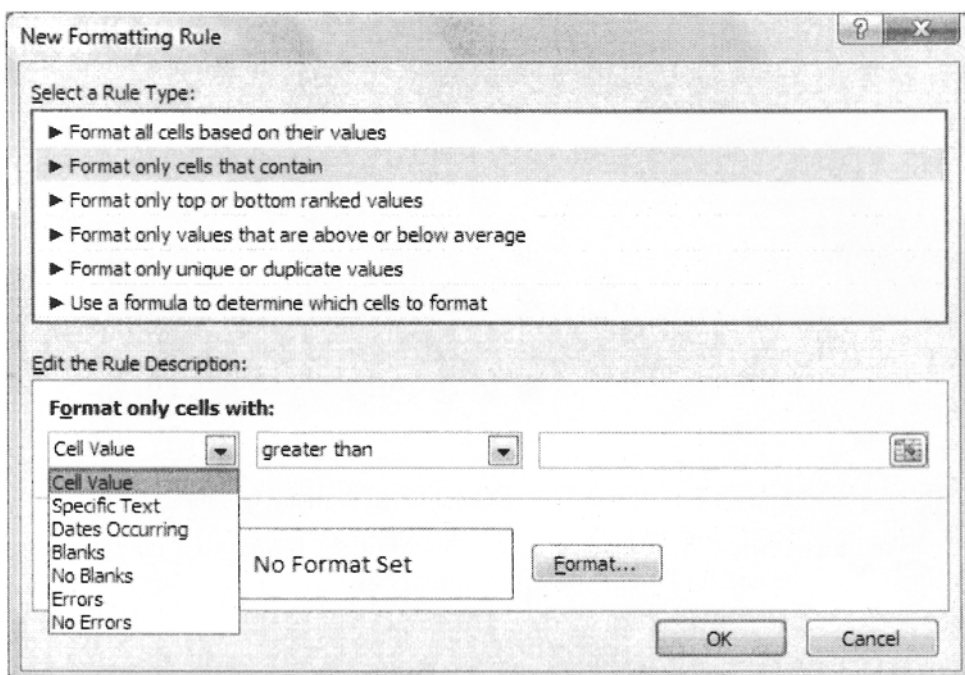 New Formatting Rule
Select a Rule Type:
► Format all cells based on their values
► Format only cells that contain
► Format only top or bottom ranked values
► Format only values that are above or below average
► Format only unique or duplicate values
► Use a formula to determine which cells to format
Edit the Rule Description:
Format only cells with:
Cell Value greater than
Cell Value
Specific Text
Dates Occurring
Blanks
No Blanks
Errors
No Errors
No Format Set Format...
OK Cancel